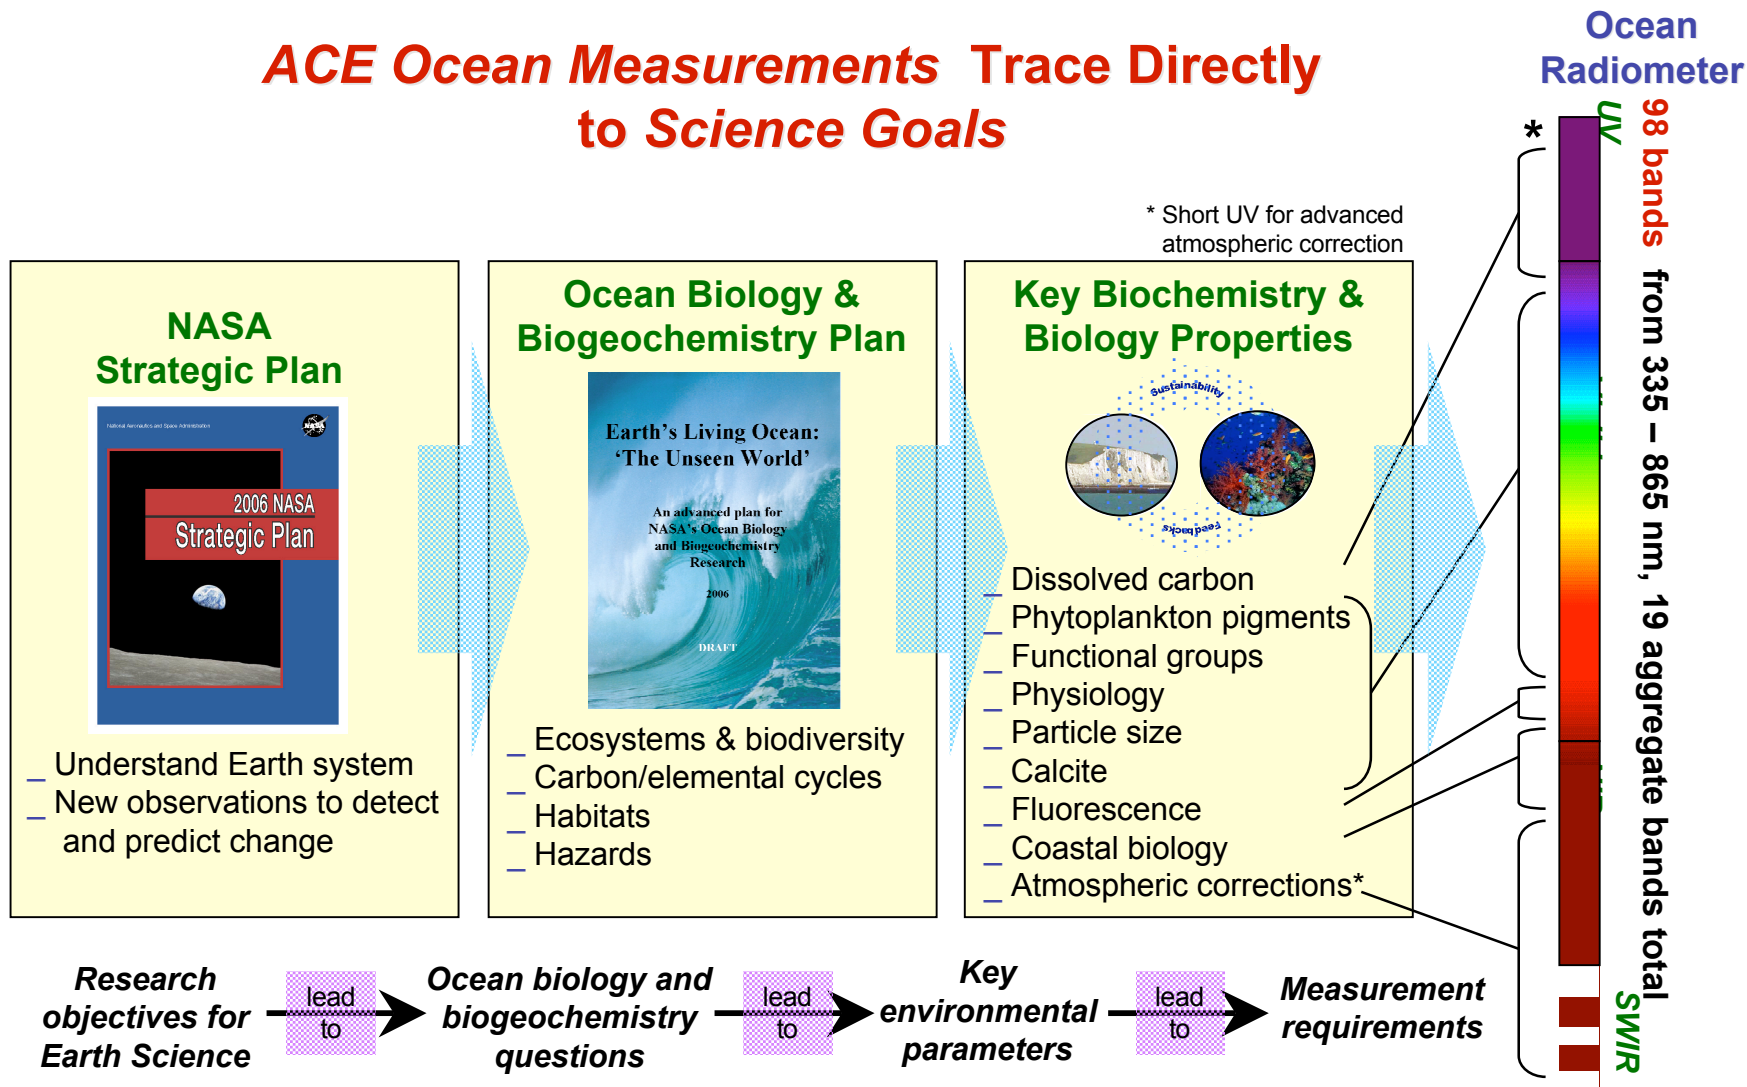 ACE Ocean Measurements Trace Directly
to Science Goals
Ocean
Radiometer
* Short UV for advanced
atmospheric correction
NASA
Strategic Plan
National Aeronautics and Space Administration
NASA
2006 NASA
Strategic Plan
_ Understand Earth system
_ New observations to detect
and predict change
Ocean Biology &
Biogeochemistry Plan
Earth's Living Ocean:
'The Unseen World'
An advanced plan for
NASA's Ocean Biology
and Biogeochemistry
Research
2006
DRAFT
_ Ecosystems & biodiversity
_ Carbon/elemental cycles
_ Habitats
_ Hazards
Key Biochemistry &
Biology Properties
Sustainability
Feedbacks
_ Dissolved carbon
_ Phytoplankton pigments
_ Functional groups
_ Physiology
_ Particle size
_ Calcite
_ Fluorescence
_ Coastal biology
_ Atmospheric corrections*
*
UV
SWIR
98 bands from 335 – 865 nm, 19 aggregate bands total
Research
objectives for
Earth Science
lead
to
Ocean biology and
biogeochemistry
questions
lead
to
Key
environmental
parameters
lead
to
Measurement
requirements